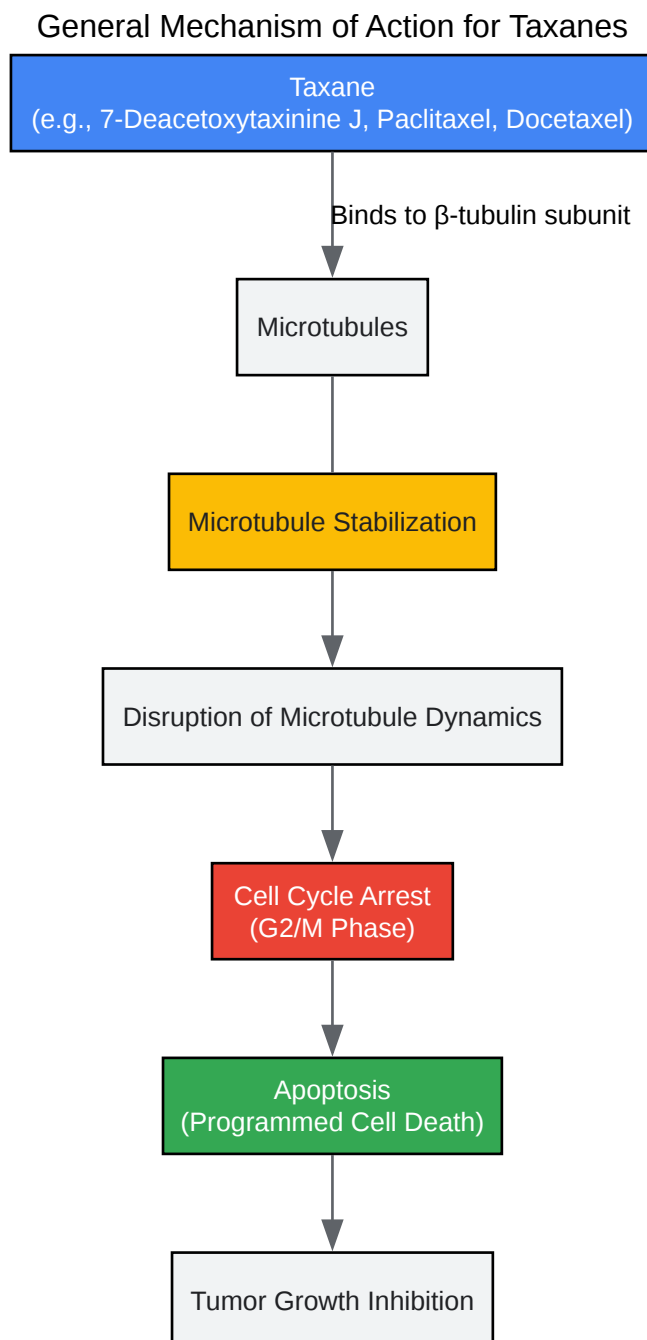 General Mechanism of Action for Taxanes
Taxane
(e.g., 7-Deacetoxytaxinine J, Paclitaxel, Docetaxel)
Binds to β-tubulin subunit
Microtubules
Microtubule Stabilization
Disruption of Microtubule Dynamics
Cell Cycle Arrest
(G2/M Phase)
Apoptosis
(Programmed Cell Death)
Tumor Growth Inhibition